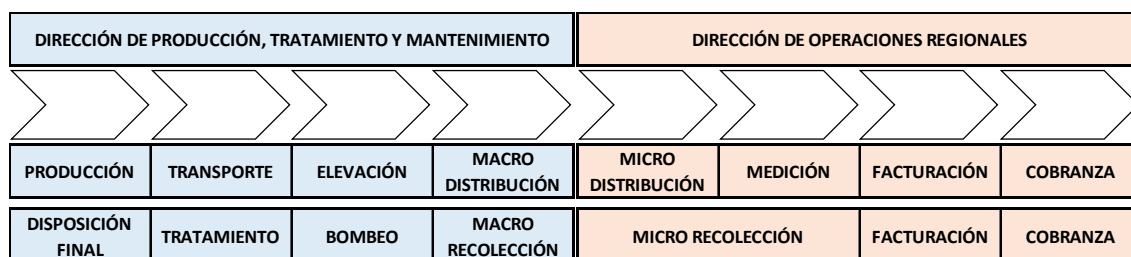 DIRECCIÓN DE PRODUCCIÓN, TRATAMIENTO Y MANTENIMIENTO
DIRECCIÓN DE OPERACIONES REGIONALES
PRODUCCIÓN
TRANSPORTE
ELEVACIÓN
MACRO
DISTRIBUCIÓN
MICRO
DISTRIBUCIÓN
MEDICIÓN
FACTURACIÓN
COBRANZA
DISPOSICIÓN
FINAL
TRATAMIENTO
BOMBEO
MACRO
RECOLECCIÓN
MICRO RECOLECCIÓN
FACTURACIÓN
COBRANZA